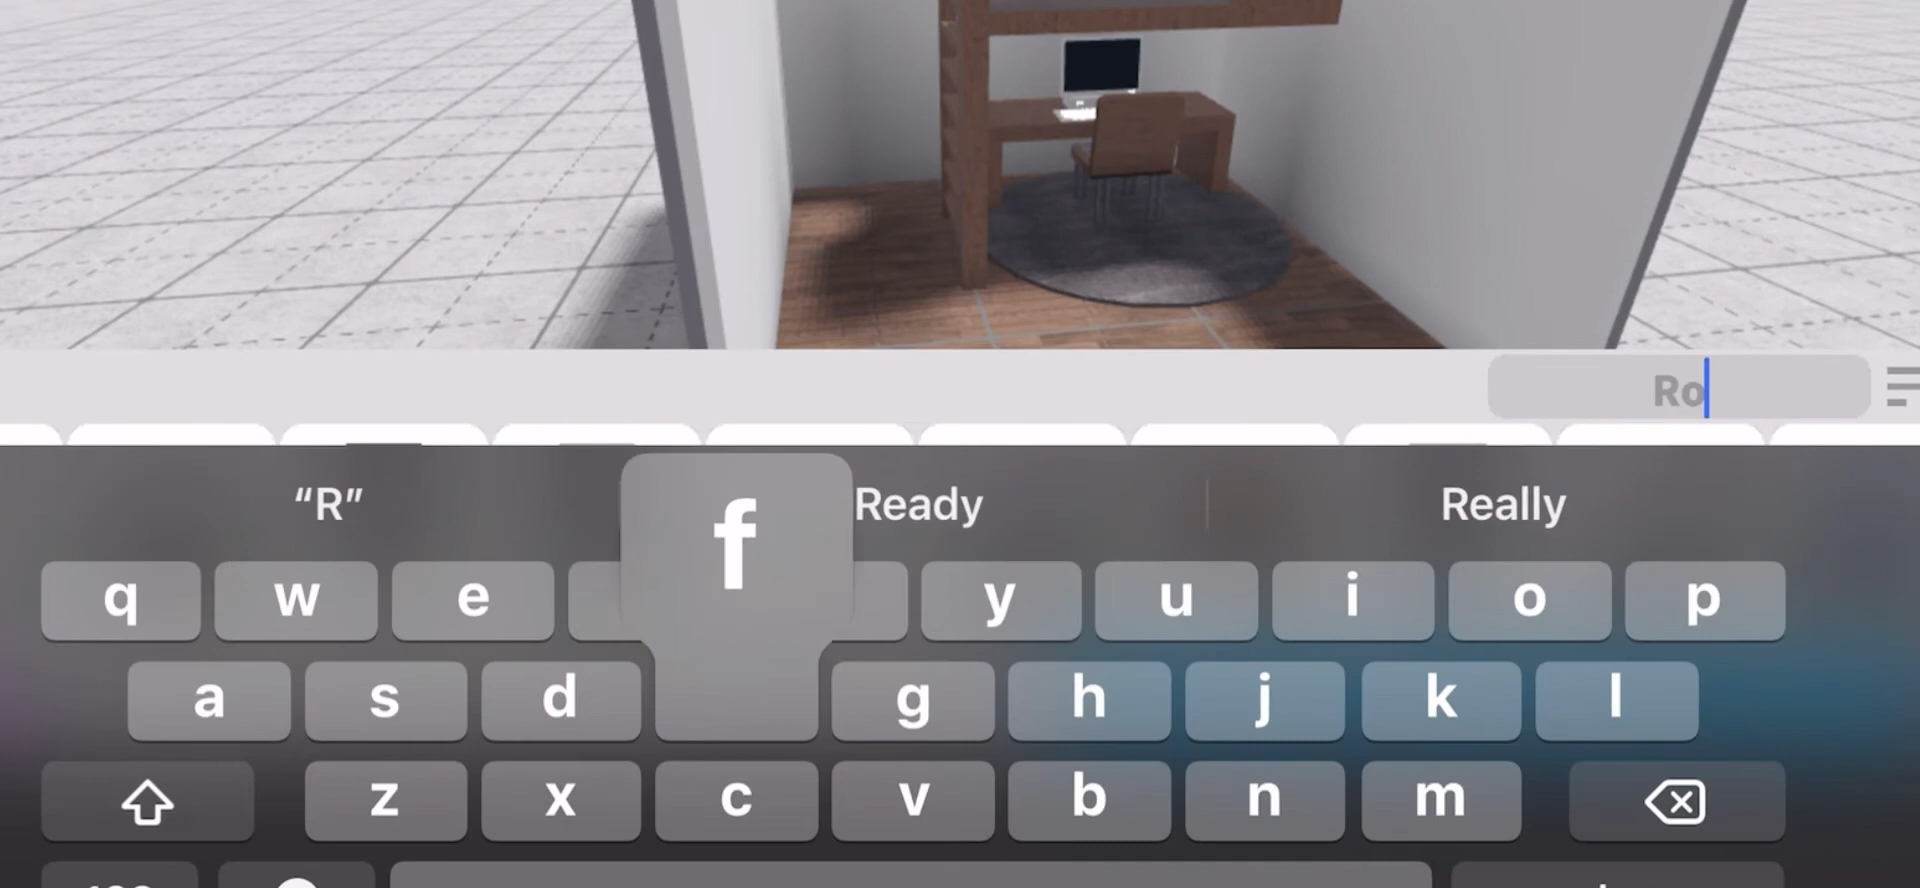 Ro
“R” Ready Really
f
q w e y u i o p
a s d g h j k l
z x c v b n m